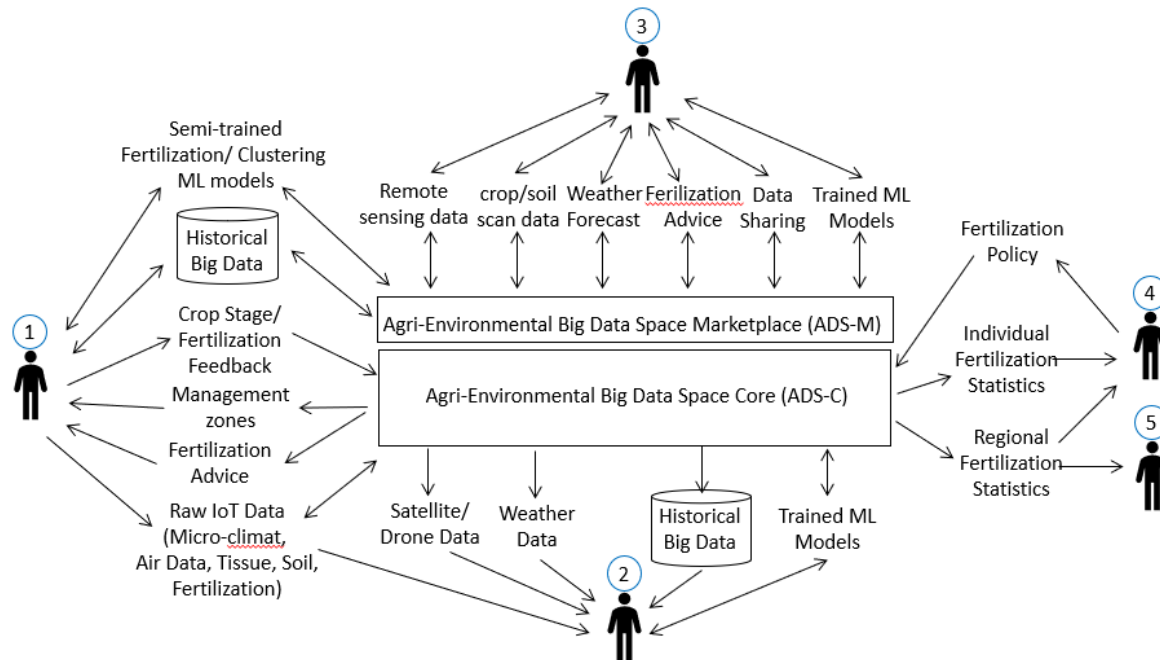 3
Semi-trained
Fertilization/ Clustering
ML models
Remote
sensing data
crop/soil
scan data
Weather
Forecast
Ferilization
Advice
Data
Sharing
Trained ML
Models
Historical
Big Data
Fertilization
Policy
1
4
Agri-Environmental Big Data Space Marketplace (ADS-M)
Crop Stage/
Fertilization
Feedback
Individual
Fertilization
Statistics
Agri-Environmental Big Data Space Core (ADS-C)
Management
zones
5
Fertilization
Advice
Regional
Fertilization
Statistics
Raw IoT Data
(Micro-climat,
Air Data, Tissue, Soil,
Fertilization)
Satellite/
Drone Data
Weather
Data
Historical
Big Data
Trained ML
Models
2